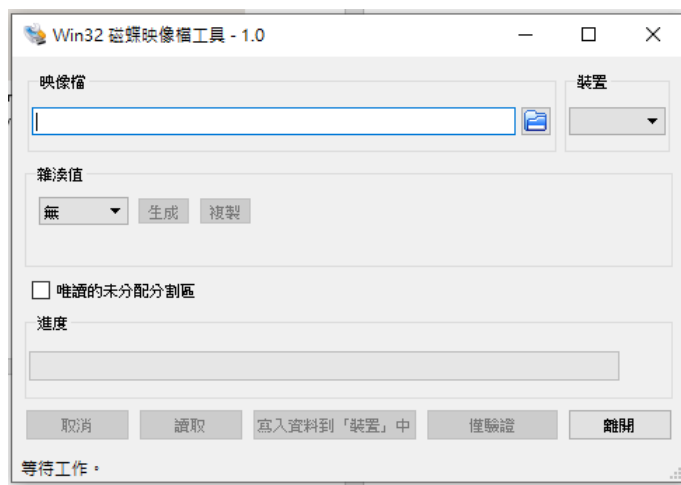 Win32 磁碟映像檔工具 - 1.0
映像檔
裝置
雜湊值
無
生成
複製
唯讀的未分配分割區
進度
取消
讀取
寫入資料到「裝置」中
僅驗證
離開
等待工作。